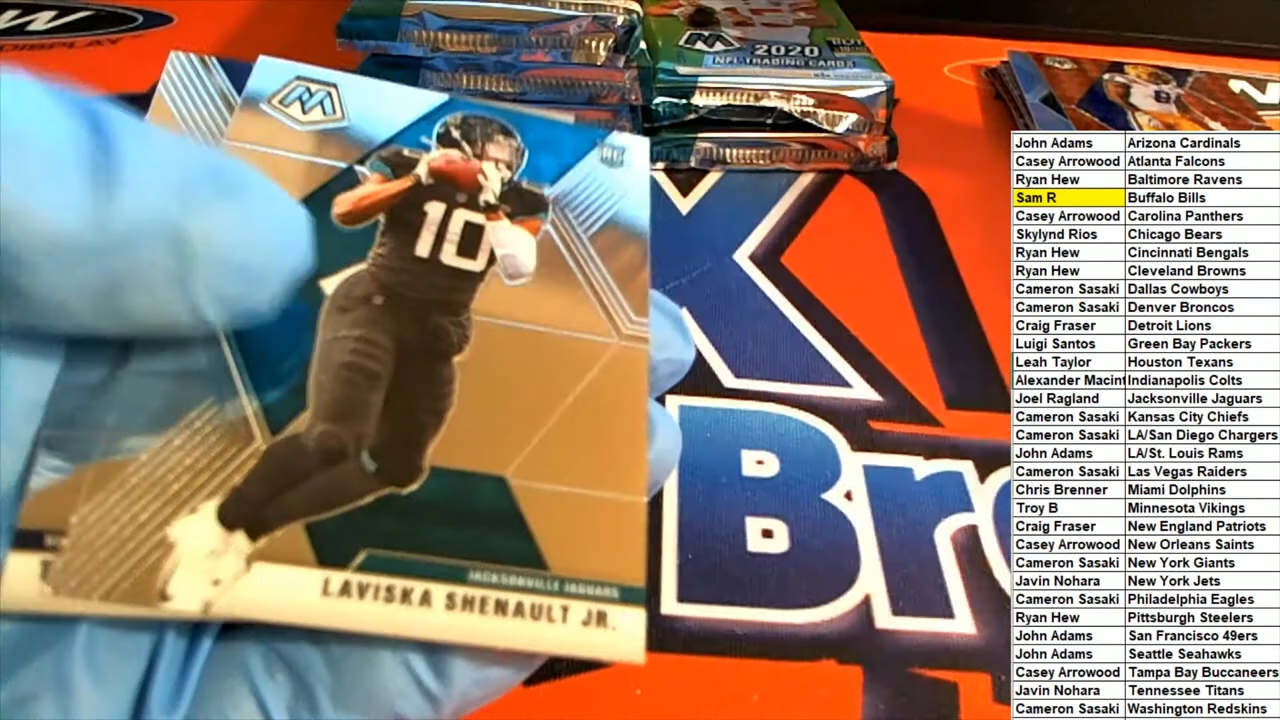 W
DISPLAY
M
2020
NFL TRADING CARDS
M
RC
10
JACKSONVILLE JAGUARS
LAVISKA SHENAULT JR.
8
X
Bre
John Adams Arizona Cardinals
Casey Arrowood Atlanta Falcons
Ryan Hew Baltimore Ravens
Sam R Buffalo Bills
Casey Arrowood Carolina Panthers
Skylynd Rios Chicago Bears
Ryan Hew Cincinnati Bengals
Ryan Hew Cleveland Browns
Cameron Sasaki Dallas Cowboys
Cameron Sasaki Denver Broncos
Craig Fraser Detroit Lions
Luigi Santos Green Bay Packers
Leah Taylor Houston Texans
Alexander Macint Indianapolis Colts
Joel Ragland Jacksonville Jaguars
Cameron Sasaki Kansas City Chiefs
Cameron Sasaki LA/San Diego Chargers
John Adams LA/St. Louis Rams
Cameron Sasaki Las Vegas Raiders
Chris Brenner Miami Dolphins
Troy B Minnesota Vikings
Craig Fraser New England Patriots
Casey Arrowood New Orleans Saints
Cameron Sasaki New York Giants
Javin Nohara New York Jets
Cameron Sasaki Philadelphia Eagles
Ryan Hew Pittsburgh Steelers
John Adams San Francisco 49ers
John Adams Seattle Seahawks
Casey Arrowood Tampa Bay Buccaneers
Javin Nohara Tennessee Titans
Cameron Sasaki Washington Redskins